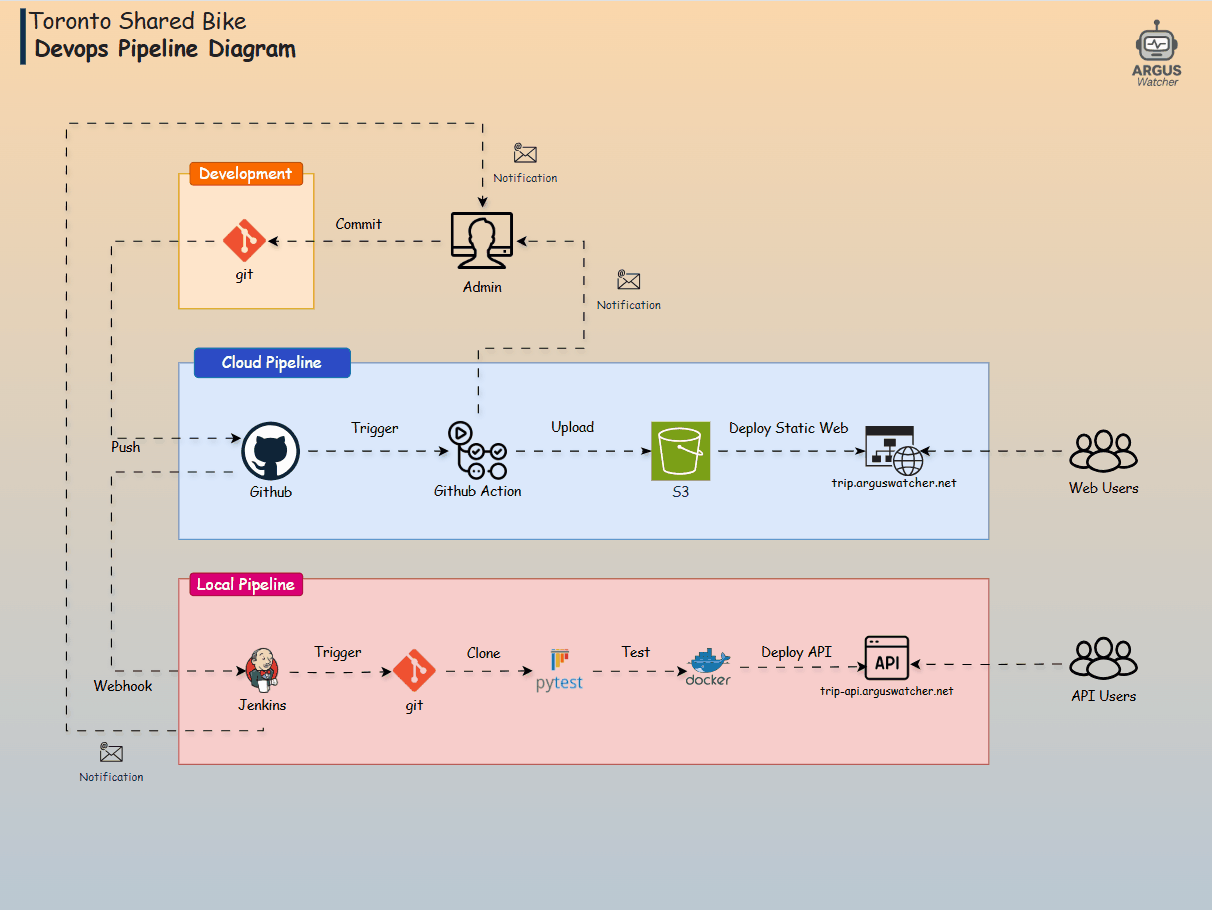 Toronto Shared Bike
Devops Pipeline Diagram
ARGUS
Watcher
Notification
Development
Commit
git
Admin
Notification
Cloud Pipeline
Push
Trigger
Upload
Deploy Static Web
Github
Github Action
S3
trip.arguswatcher.net
Web Users
Local Pipeline
Webhook
Trigger
Clone
Test
Deploy API
API
pytest
docker
Jenkins
git
trip-api.arguswatcher.net
API Users
Notification